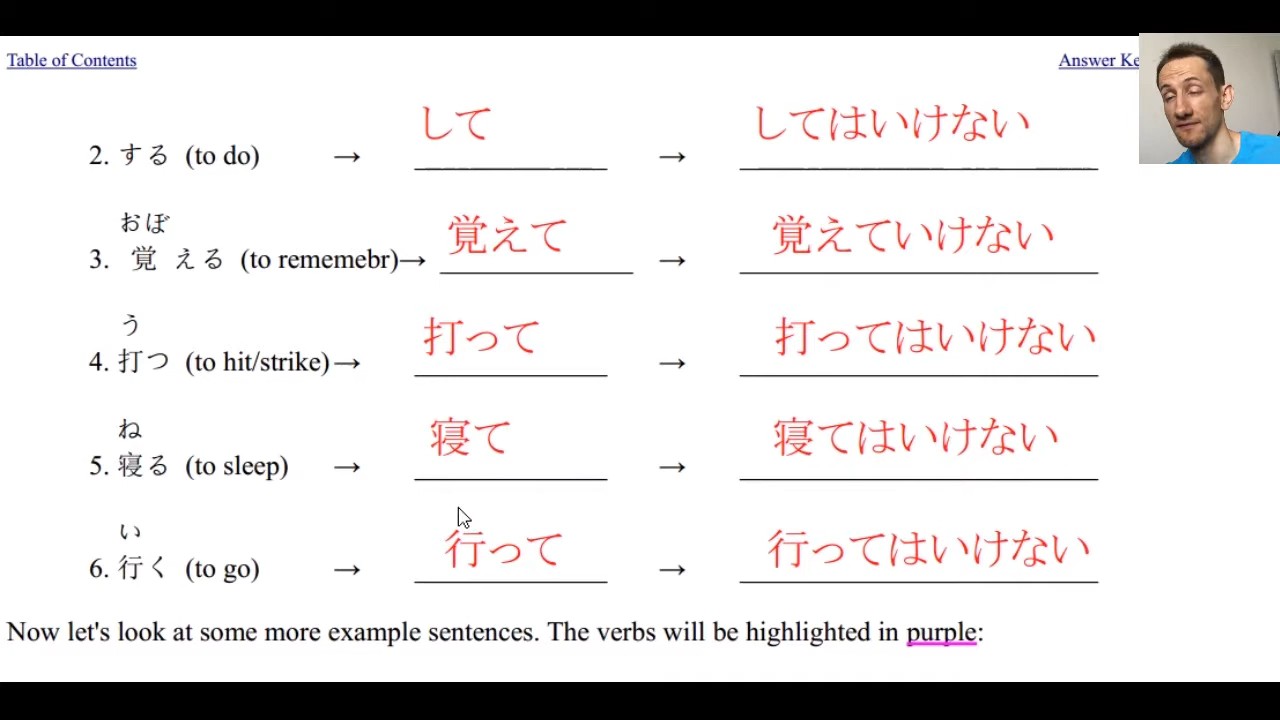 Table of Contents Answer Ke
して してはいけない
2. する (to do) → →
おぼ
覚えて 覚えていけない
3. 覚 える (to rememebr)→ →
う
打って 打ってはいけない
4. 打つ (to hit/strike)→ →
ね
寝て 寝てはいけない
5. 寝る (to sleep) → →
い
行って 行ってはいけない
6. 行く (to go) → →
Now let's look at some more example sentences. The verbs will be highlighted in purple: